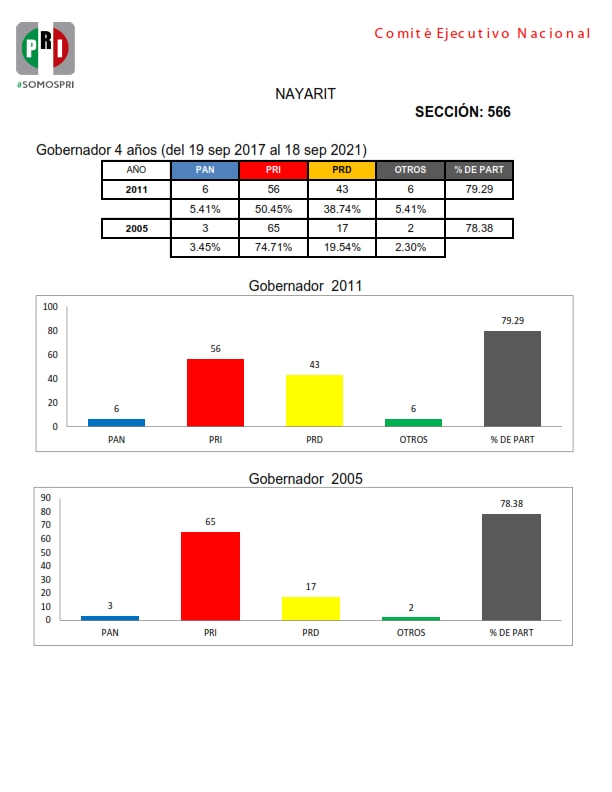 Comité Ejecutivo Nacional
PRI
#SOMOSPRI
NAYARIT
SECCIÓN: 566
Gobernador 4 años (del 19 sep 2017 al 18 sep 2021)
AÑO PAN PRI PRD OTROS % DE PART
2011 6 56 43 6 79.29
5.41% 50.45% 38.74% 5.41%
2005 3 65 17 2 78.38
3.45% 74.71% 19.54% 2.30%
Gobernador 2011
100
80
60
40
20
0
6
56
43
6
79.29
PAN PRI PRD OTROS % DE PART
Gobernador 2005
90
80
70
60
50
40
30
20
10
0
3
65
17
2
78.38
PAN PRI PRD OTROS % DE PART